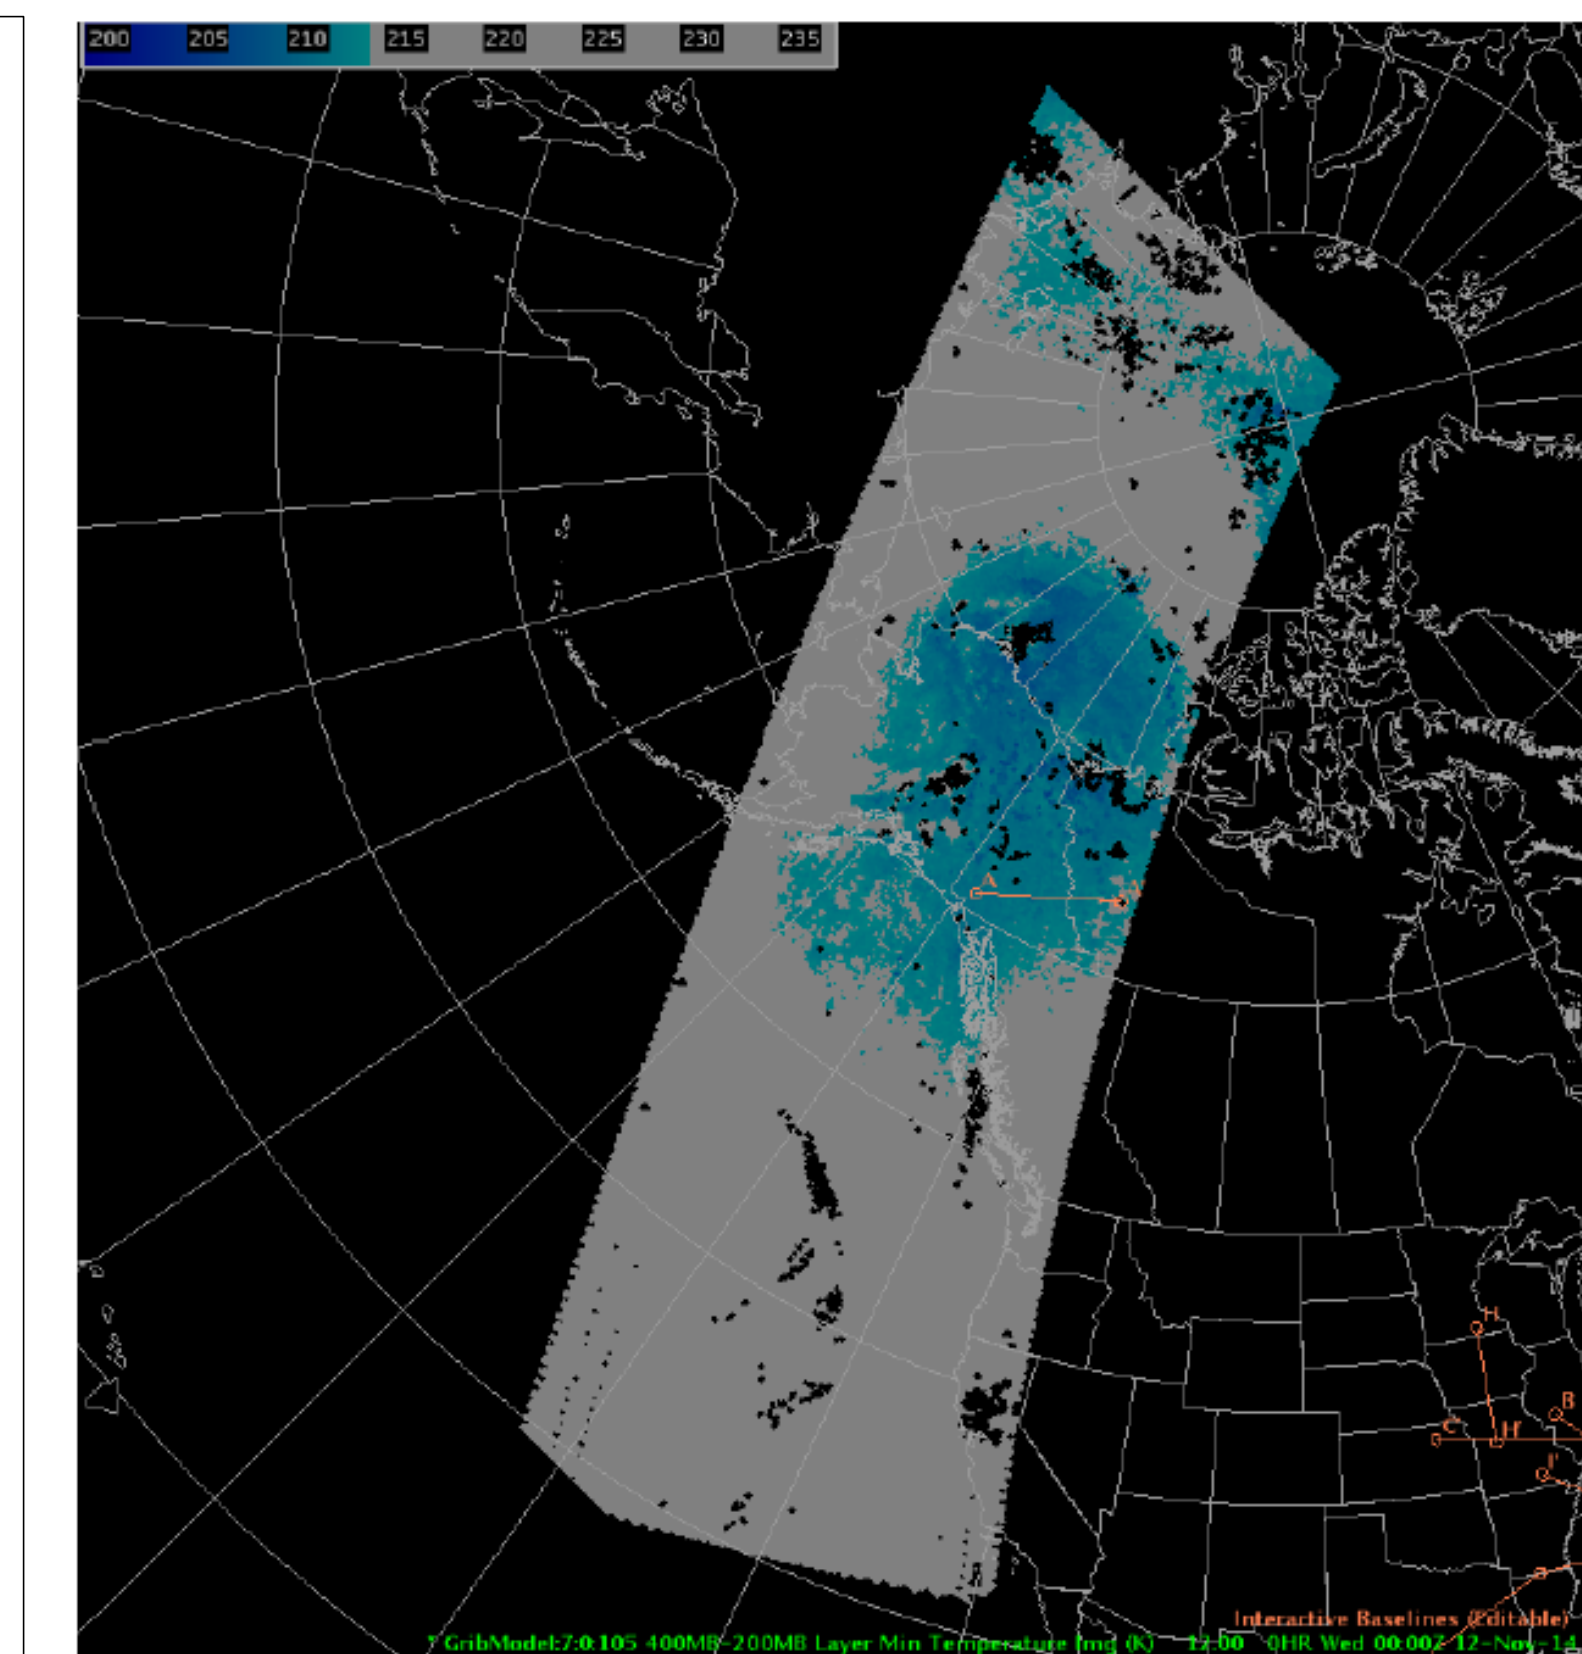 200 205 210 215 220 225 230 235
A
H
B
C H'
I'
Interactive Baselines (Editable)
GribModel:7:0:105 400MB-200MB Layer Min Temperature Img (K) 12.00 0HR Wed 00:00Z 12-Nov-14